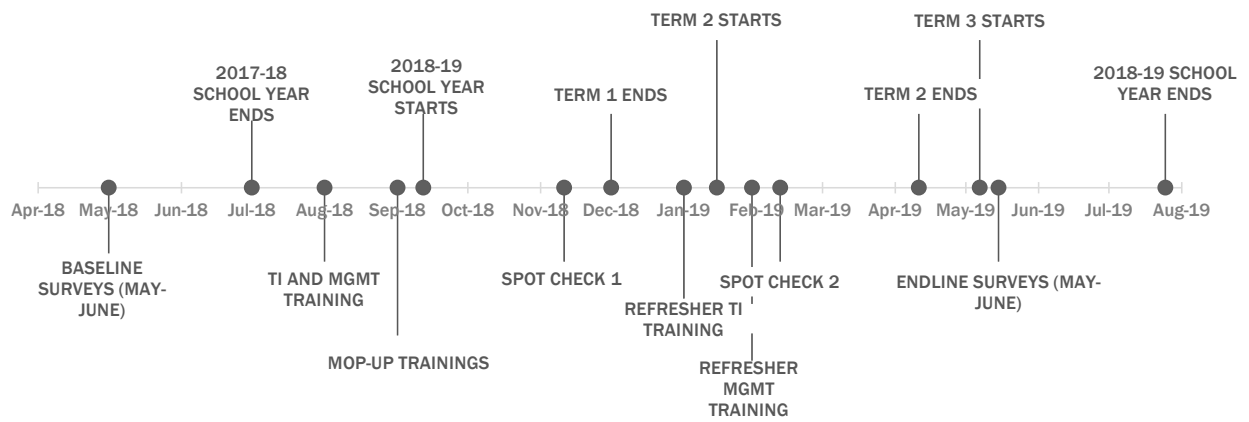 TERM 2 STARTS
TERM 3 STARTS
2017-18
SCHOOL YEAR
ENDS
2018-19
SCHOOL YEAR
STARTS
TERM 1 ENDS
TERM 2 ENDS
2018-19 SCHOOL
YEAR ENDS
Apr-18 May-18 Jun-18 Jul-18 Aug-18 Sep-18 Oct-18 Nov-18 Dec-18 Jan-19 Feb-19 Mar-19 Apr-19 May-19 Jun-19 Jul-19 Aug-19
BASELINE
SURVEYS (MAY-
JUNE)
TI AND MGMT
TRAINING
MOP-UP TRAININGS
SPOT CHECK 1
REFRESHER TI
TRAINING
REFRESHER
MGMT
TRAINING
SPOT CHECK 2
ENDLINE SURVEYS (MAY-
JUNE)